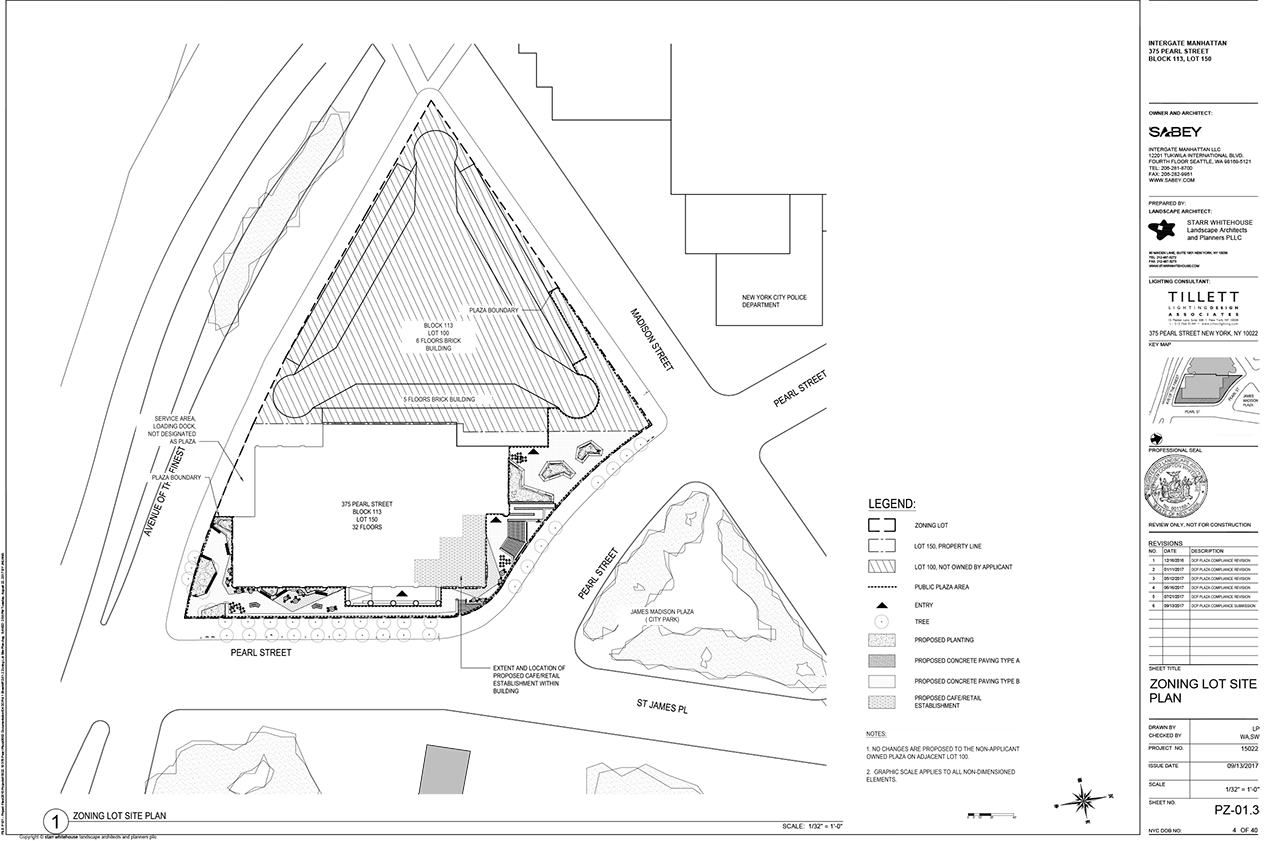 PLAZA BOUNDARY
BLOCK 113
LOT 100
6 FLOORS BRICK
BUILDING
5 FLOORS BRICK BUILDING
SERVICE AREA,
LOADING DOCK,
NOT DESIGNATED
AS PLAZA
PLAZA BOUNDARY
AVENUE OF THE FINEST
375 PEARL STREET
BLOCK 113
LOT 150
32 FLOORS
NEW YORK CITY POLICE
DEPARTMENT
MADISON STREET
PEARL STREET
PEARL STREET
JAMES MADISON PLAZA
( CITY PARK)
PEARL STREET
EXTENT AND LOCATION OF
PROPOSED CAFE/RETAIL
ESTABLISHMENT WITHIN
BUILDING
ST JAMES PL
LEGEND:
ZONING LOT
LOT 150, PROPERTY LINE
LOT 100, NOT OWNED BY APPLICANT
PUBLIC PLAZA AREA
ENTRY
TREE
PROPOSED PLANTING
PROPOSED CONCRETE PAVING TYPE A
PROPOSED CONCRETE PAVING TYPE B
PROPOSED CAFE/RETAIL
ESTABLISHMENT
NOTES:
1. NO CHANGES ARE PROPOSED TO THE NON-APPLICANT
OWNED PLAZA ON ADJACENT LOT 100.
2. GRAPHIC SCALE APPLIES TO ALL NON-DIMENSIONED
ELEMENTS.
1
ZONING LOT SITE PLAN
SCALE: 1/32" = 1'-0"
Copyright © starr whitehouse landscape architects and planners pllc.
INTERGATE MANHATTAN
375 PEARL STREET
BLOCK 113, LOT 150
OWNER AND ARCHITECT:
SABEY
INTERGATE MANHATTAN LLC
12201 TUKWILA INTERNATIONAL BLVD.
FOURTH FLOOR SEATTLE, WA 98168-5121
TEL: 206-281-8700
FAX: 206-282-9951
WWW.SABEY.COM
PREPARED BY:
LANDSCAPE ARCHITECT:
STARR WHITEHOUSE
Landscape Architects
and Planners PLLC
LIGHTING CONSULTANT:
TILLETT
LIGHTING DESIGN
ASSOCIATES
375 PEARL STREET NEW YORK, NY 10022
KEY MAP
PEARL ST
JAMES
MADISON
PLAZA
PEARL ST
PROFESSIONAL SEAL
REVIEW ONLY, NOT FOR CONSTRUCTION
REVISIONS
NO. DATE DESCRIPTION
1 12/16/2016 DCP PLAZA COMPLIANCE REVISION
2 01/11/2017 DCP PLAZA COMPLIANCE REVISION
3 05/12/2017 DCP PLAZA COMPLIANCE REVISION
4 06/16/2017 DCP PLAZA COMPLIANCE REVISION
5 07/21/2017 DCP PLAZA COMPLIANCE REVISION
6 09/13/2017 DCP PLAZA COMPLIANCE SUBMISSION
SHEET TITLE
ZONING LOT SITE
PLAN
DRAWN BY LP
CHECKED BY WA,SW
PROJECT NO. 15022
ISSUE DATE 09/13/2017
SCALE 1/32" = 1'-0"
SHEET NO. PZ-01.3
NYC DOB NO: 4 OF 40